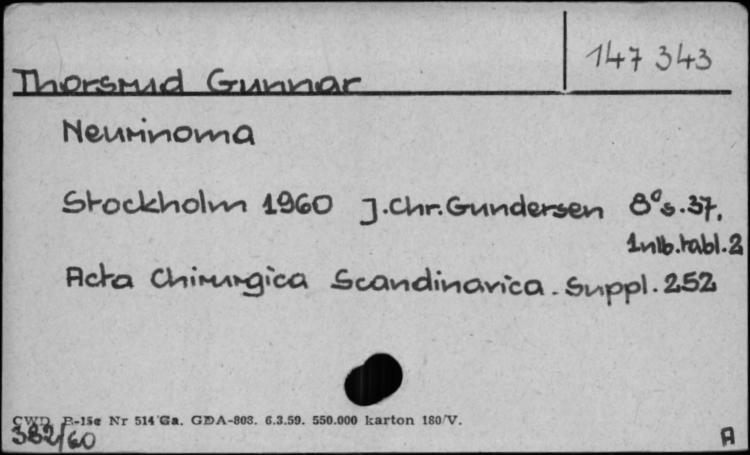 147 343
Thorsrud Gunnar
Neurinoma
Stockholm 1960 J.Chr.Gundersen 8° s.37,
1nlb.tabl.2
Acta Chirurgica Scandinavica. Suppl. 252
CWD, B-15c Nr 514 Ga. GDA-803. 6.3.59. 550.000 karton 180/V.
382/60
A